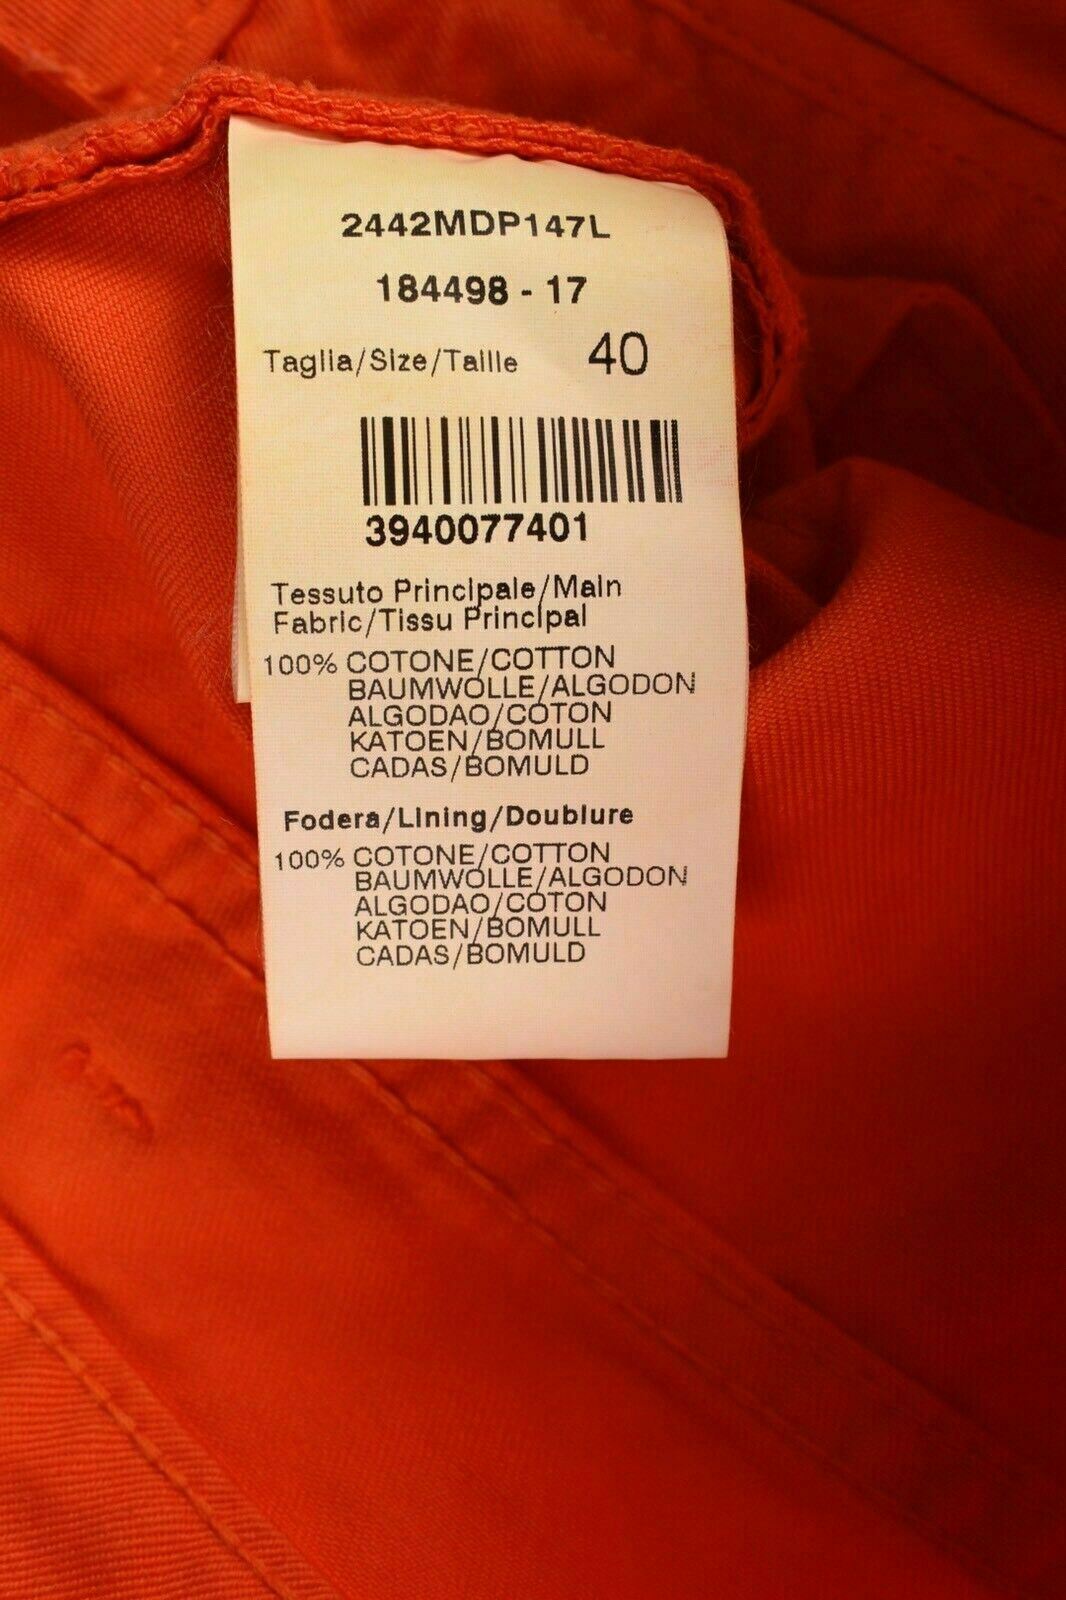 2442MDP147L
184498 - 17
Taglia/Size/Taille 40
3940077401
Tessuto Principale/Main
Fabric/Tissu Principal
100% COTONE/COTTON
BAUMWOLLE/ALGODON
ALGODAO/COTON
KATOEN/BOMULL
CADAS/BOMULD
Fodera/Lining/Doublure
100% COTONE/COTTON
BAUMWOLLE/ALGODON
ALGODAO/COTON
KATOEN/BOMULL
CADAS/BOMULD